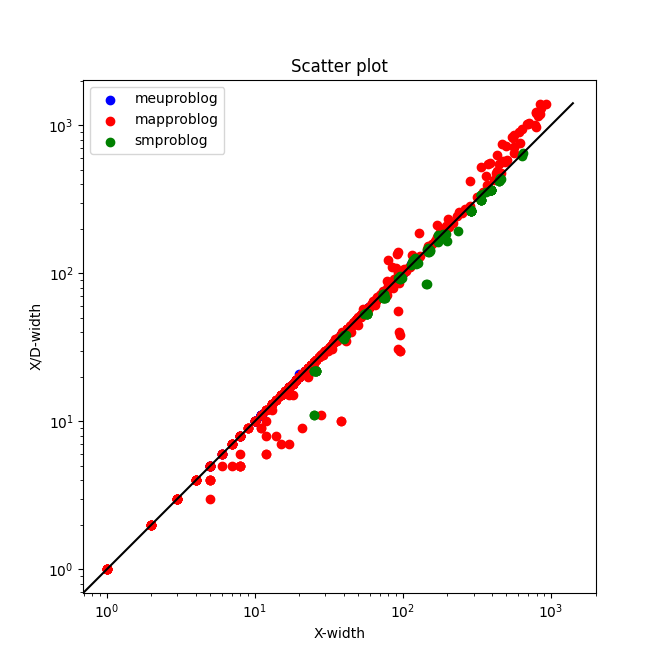 Scatter plot
meuproblog
mapproblog
smproblog
X/D-width
10³
10²
10¹
10⁰
10⁰ 10¹ 10² 10³
X-width